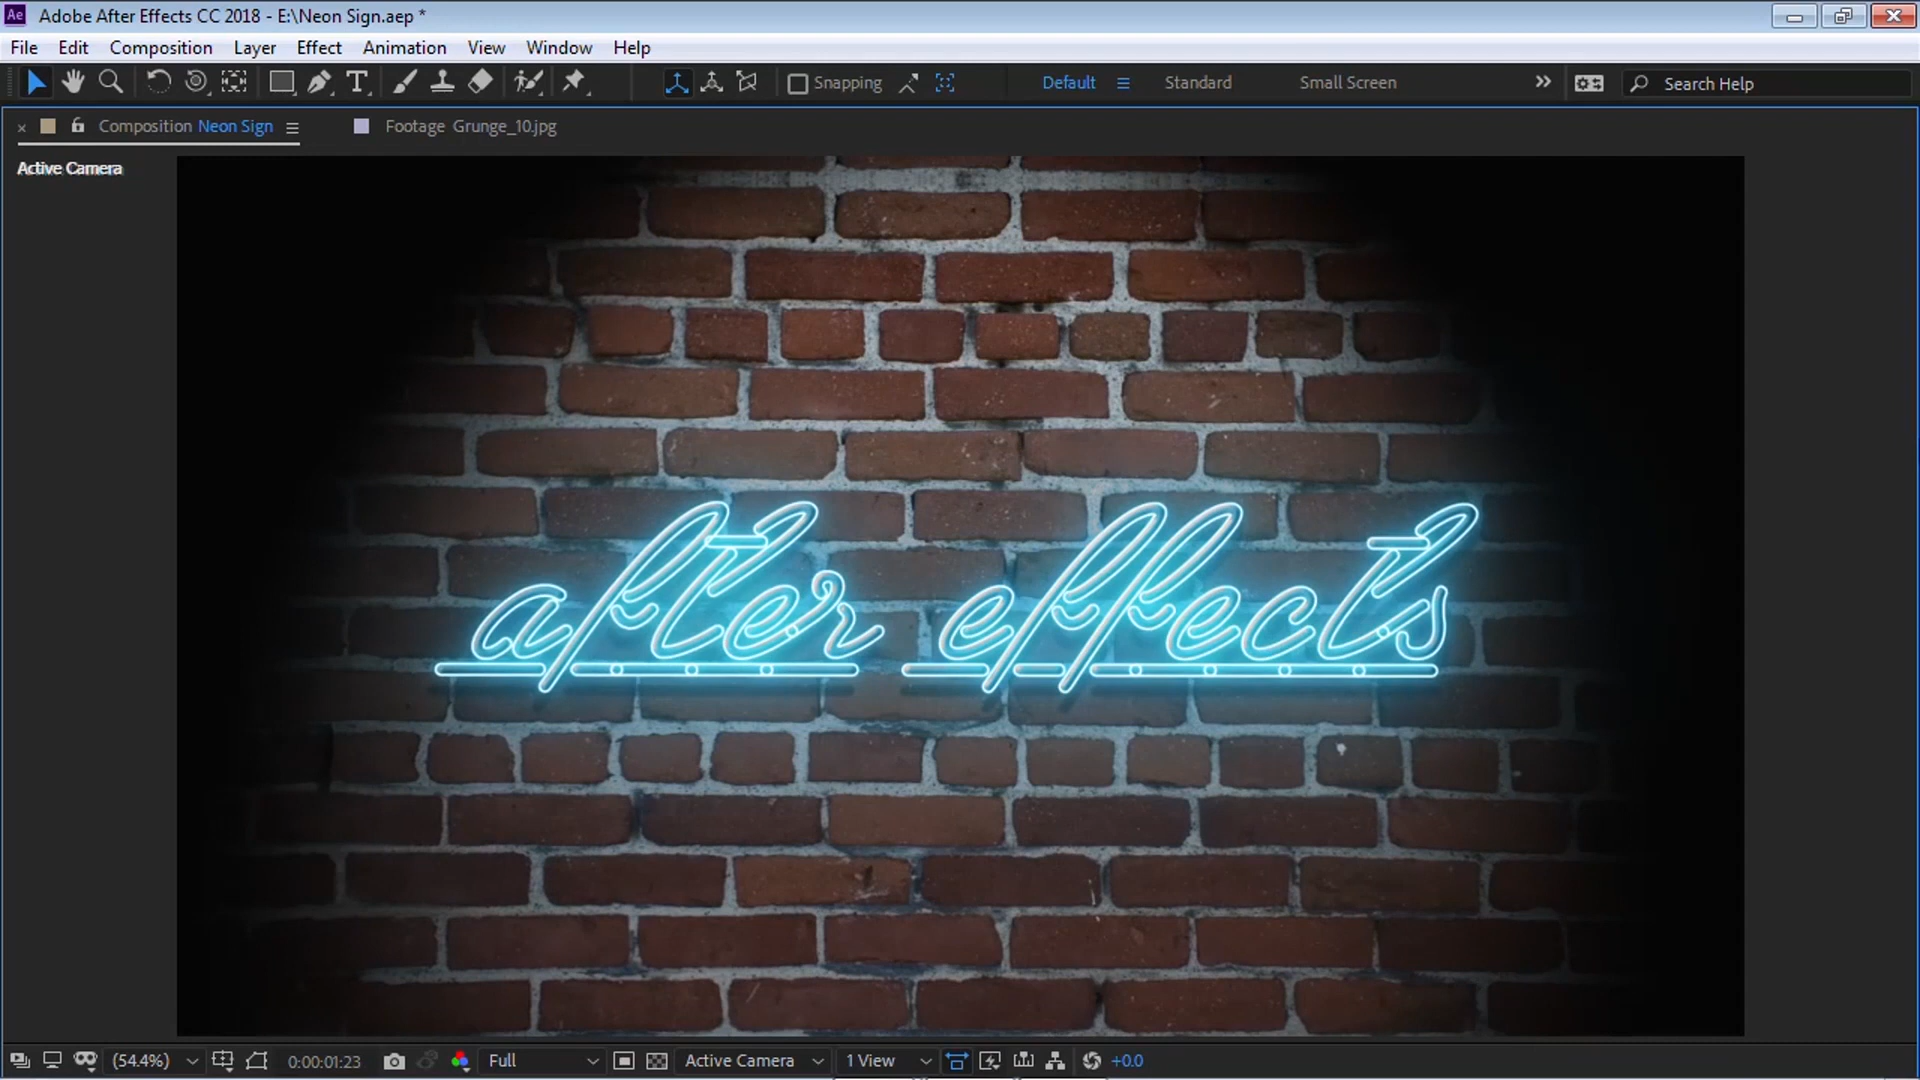 Ae Adobe After Effects CC 2018 - E:\Neon Sign.aep *
File Edit Composition Layer Effect Animation View Window Help
T Snapping Default Standard Small Screen Search Help
Composition Neon Sign Footage Grunge_10.jpg
Active Camera
after effects
(54.4%) 0:00:01:23 Full Active Camera 1 View +0.0